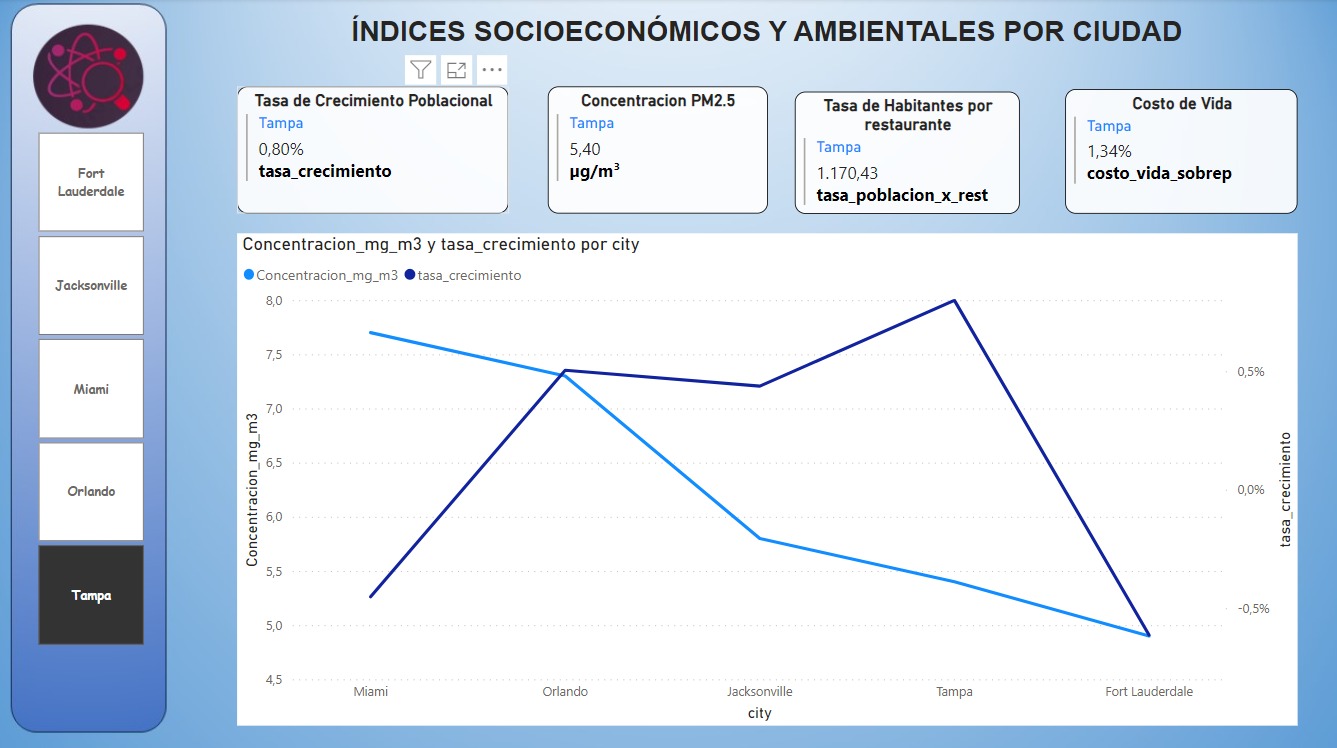 ÍNDICES SOCIOECONÓMICOS Y AMBIENTALES POR CIUDAD
Fort
Lauderdale
Jacksonville
Miami
Orlando
Tampa
Tasa de Crecimiento Poblacional
Tampa
0,80%
tasa_crecimiento
Concentracion PM2.5
Tampa
5,40
µg/m³
Tasa de Habitantes por
restaurante
Tampa
1.170,43
tasa_poblacion_x_rest
Costo de Vida
Tampa
1,34%
costo_vida_sobrep
Concentracion_mg_m3 y tasa_crecimiento por city
Concentracion_mg_m3 tasa_crecimiento
Concentracion_mg_m3
8,0
7,5
7,0
6,5
6,0
5,5
5,0
4,5
0,5%
0,0%
-0,5%
tasa_crecimiento
Miami Orlando Jacksonville Tampa Fort Lauderdale
city